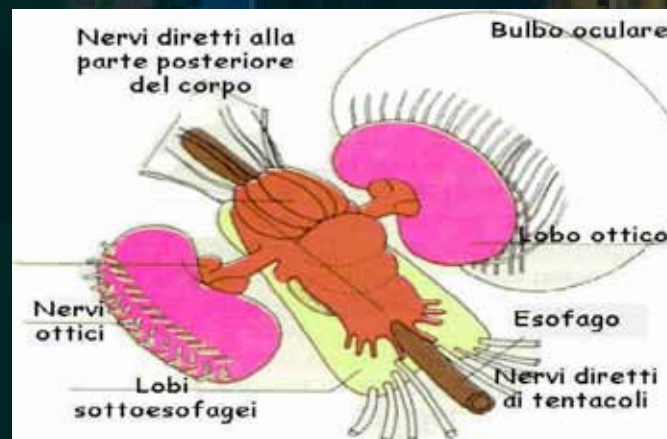 Nervi diretti alla
parte posteriore
del corpo
Bulbo oculare
Lobo ottico
Nervi
ottici
Esofago
Lobi
sottoesofagei
Nervi diretti
ai tentacoli